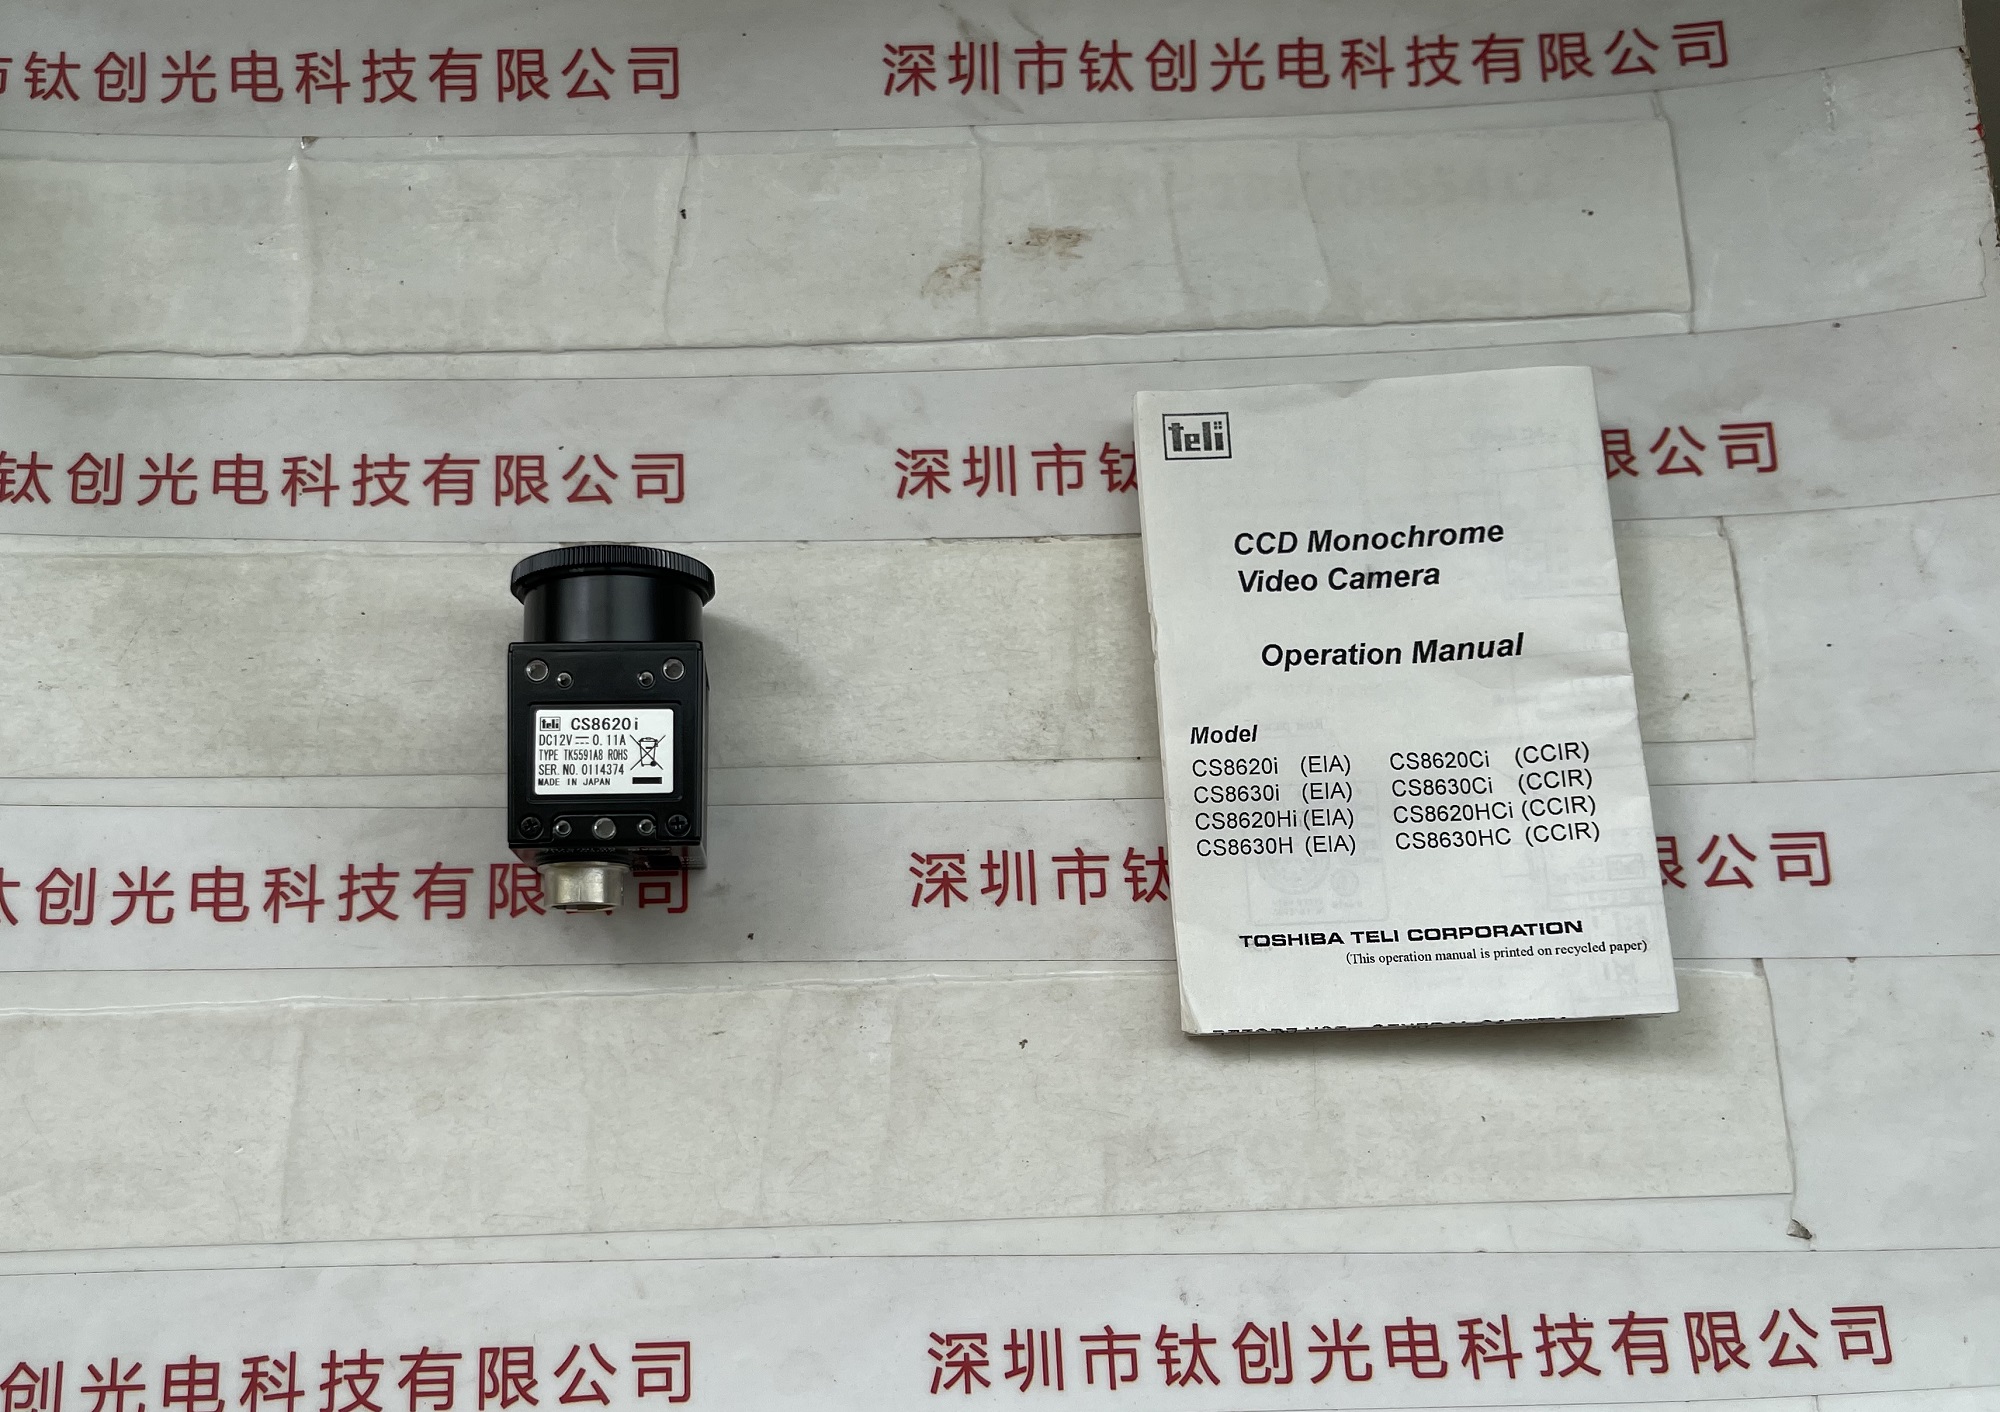 市钛创光电科技有限公司 深圳市钛创光电科技有限公司
钛创光电科技有限公司 深圳市钛 限公司
teli
CCD Monochrome
Video Camera
Operation Manual
Model
CS8620i (EIA) CS8620Ci (CCIR)
CS8630i (EIA) CS8630Ci (CCIR)
CS8620Hi (EIA) CS8620HCi (CCIR)
CS8630H (EIA) CS8630HC (CCIR)
TOSHIBA TELI CORPORATION
(This operation manual is printed on recycled paper)
teli CS8620i
DC12V 0.11A
TYPE TK5591A8 ROHS
SER. NO. 0114374
MADE IN JAPAN
钛创光电科技有限 司 深圳市钛 限公司
创光电科技有限公司 深圳市钛创光电科技有限公司